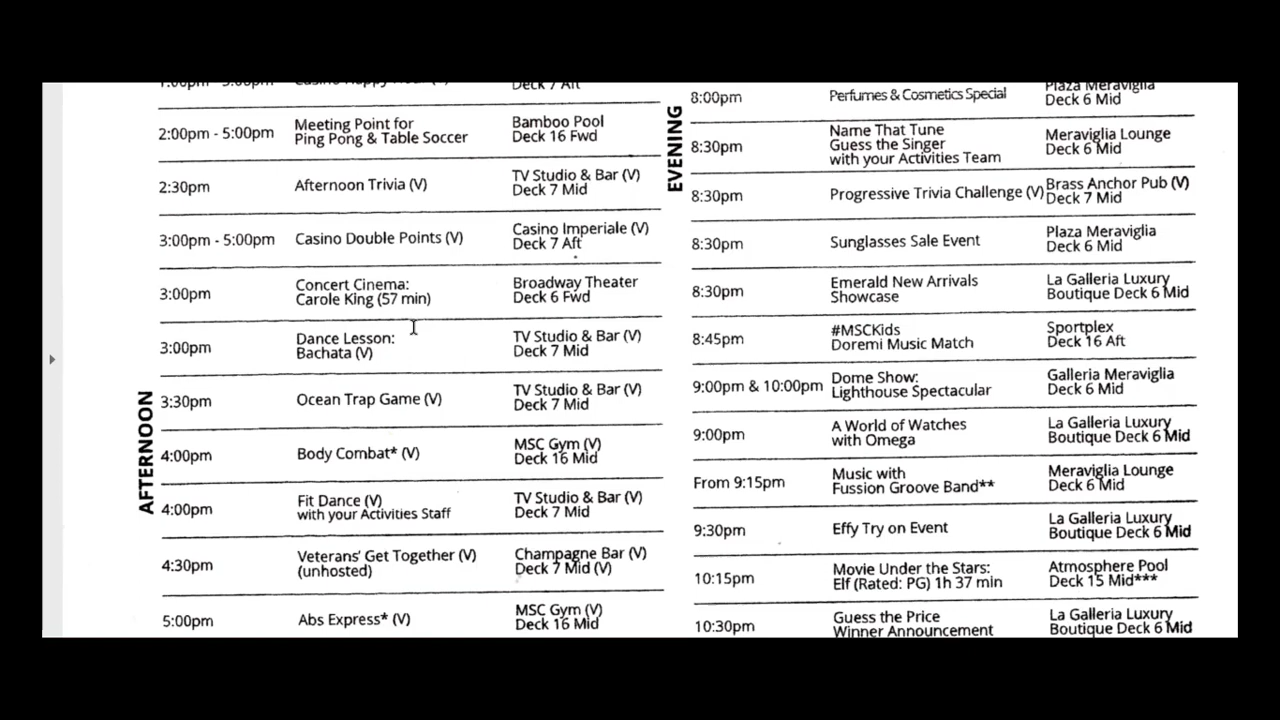 1:00pm - 5:00pm Casino Happy Hour (V) Deck 7 Aft
2:00pm - 5:00pm Meeting Point for Bamboo Pool
Ping Pong & Table Soccer Deck 16 Fwd
2:30pm Afternoon Trivia (V) TV Studio & Bar (V)
Deck 7 Mid
3:00pm - 5:00pm Casino Double Points (V) Casino Imperiale (V)
Deck 7 Aft
3:00pm Concert Cinema: Broadway Theater
Carole King (57 min) Deck 6 Fwd
3:00pm Dance Lesson: TV Studio & Bar (V)
Bachata (V) Deck 7 Mid
AFTERNOON
3:30pm Ocean Trap Game (V) TV Studio & Bar (V)
Deck 7 Mid
4:00pm Body Combat* (V) MSC Gym (V)
Deck 16 Mid
4:00pm Fit Dance (V) TV Studio & Bar (V)
with your Activities Staff Deck 7 Mid
4:30pm Veterans' Get Together (V) Champagne Bar (V)
(unhosted) Deck 7 Mid (V)
5:00pm Abs Express* (V) MSC Gym (V)
Deck 16 Mid
EVENING
8:00pm Perfumes & Cosmetics Special Plaza Meraviglia
Deck 6 Mid
8:30pm Name That Tune Meraviglia Lounge
Guess the Singer Deck 6 Mid
with your Activities Team
8:30pm Progressive Trivia Challenge (V) Brass Anchor Pub (V)
Deck 7 Mid
8:30pm Sunglasses Sale Event Plaza Meraviglia
Deck 6 Mid
8:30pm Emerald New Arrivals La Galleria Luxury
Showcase Boutique Deck 6 Mid
8:45pm #MSCKids Sportplex
Doremi Music Match Deck 16 Aft
9:00pm & 10:00pm Dome Show: Galleria Meraviglia
Lighthouse Spectacular Deck 6 Mid
9:00pm A World of Watches La Galleria Luxury
with Omega Boutique Deck 6 Mid
From 9:15pm Music with Meraviglia Lounge
Fussion Groove Band** Deck 6 Mid
9:30pm Effy Try on Event La Galleria Luxury
Boutique Deck 6 Mid
10:15pm Movie Under the Stars: Atmosphere Pool
Elf (Rated: PG) 1h 37 min Deck 15 Mid***
10:30pm Guess the Price La Galleria Luxury
Winner Announcement Boutique Deck 6 Mid